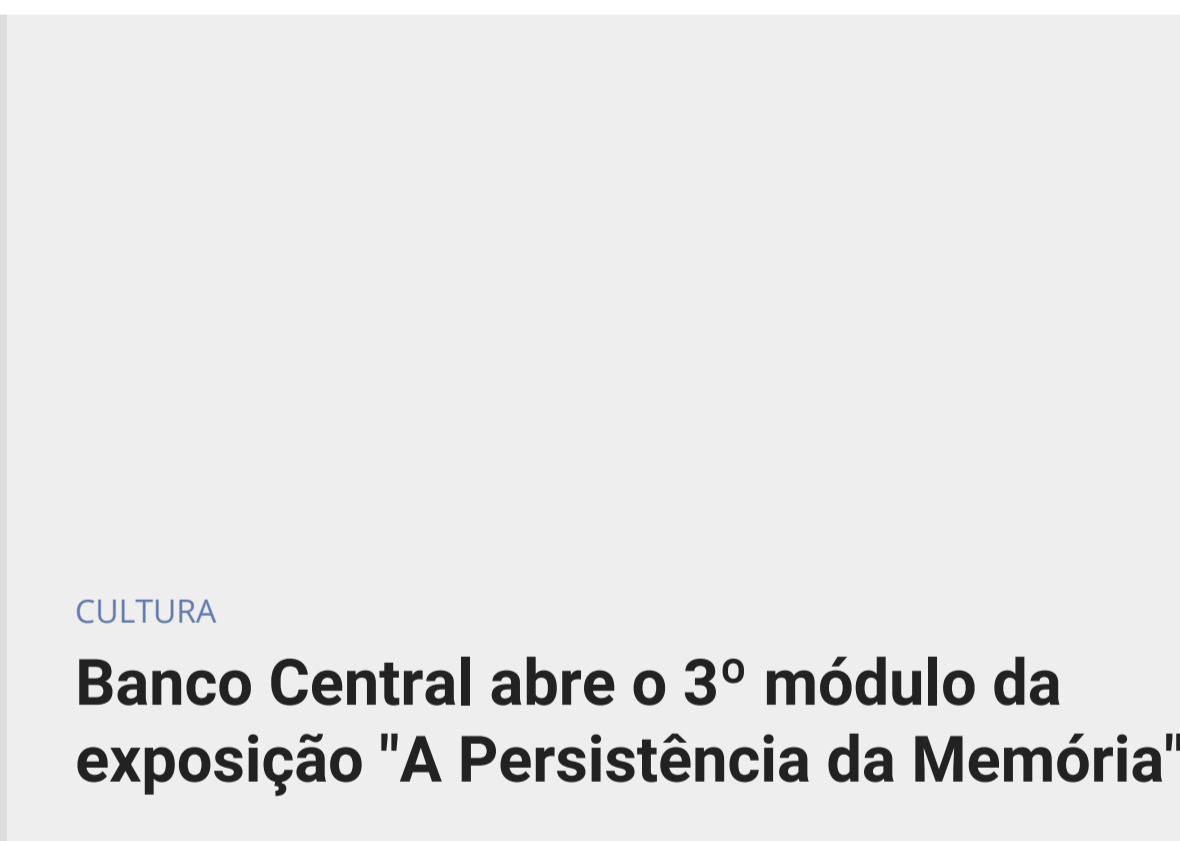 CULTURA
Banco Central abre o 3º módulo da
exposição "A Persistência da Memória"